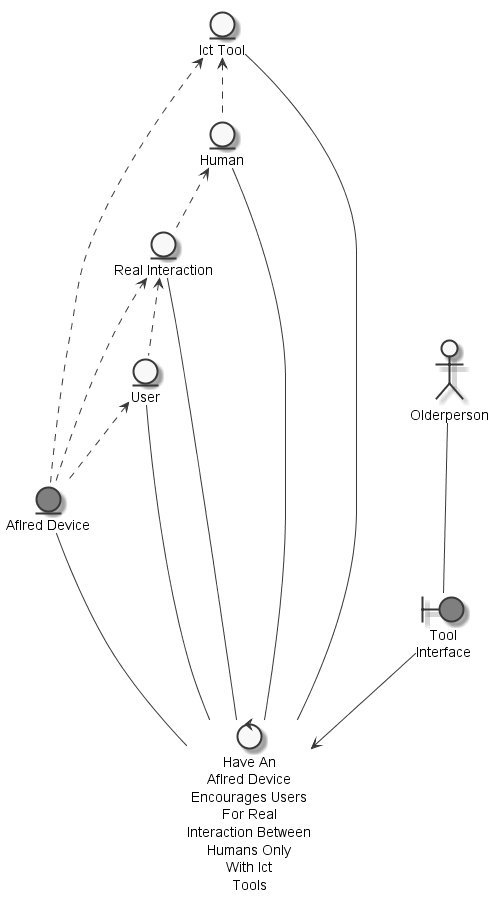 Ict Tool
Human
Real Interaction
User
Olderperson
Aflred Device
Tool
Interface
Have An
Aflred Device
Encourages Users
For Real
Interaction Between
Humans Only
With Ict
Tools